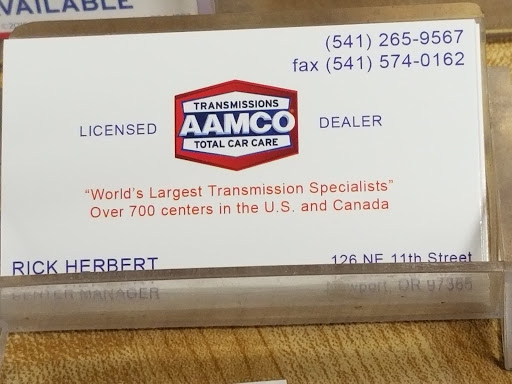 VAILABLE
(541) 265-9567
fax (541) 574-0162
LICENSED
TRANSMISSIONS
AAMCO
TOTAL CAR CARE
DEALER
“World's Largest Transmission Specialists”
Over 700 centers in the U.S. and Canada
RICK HERBERT
126 NE 11th Street
CENTER MANAGER
Newport, OR 97365